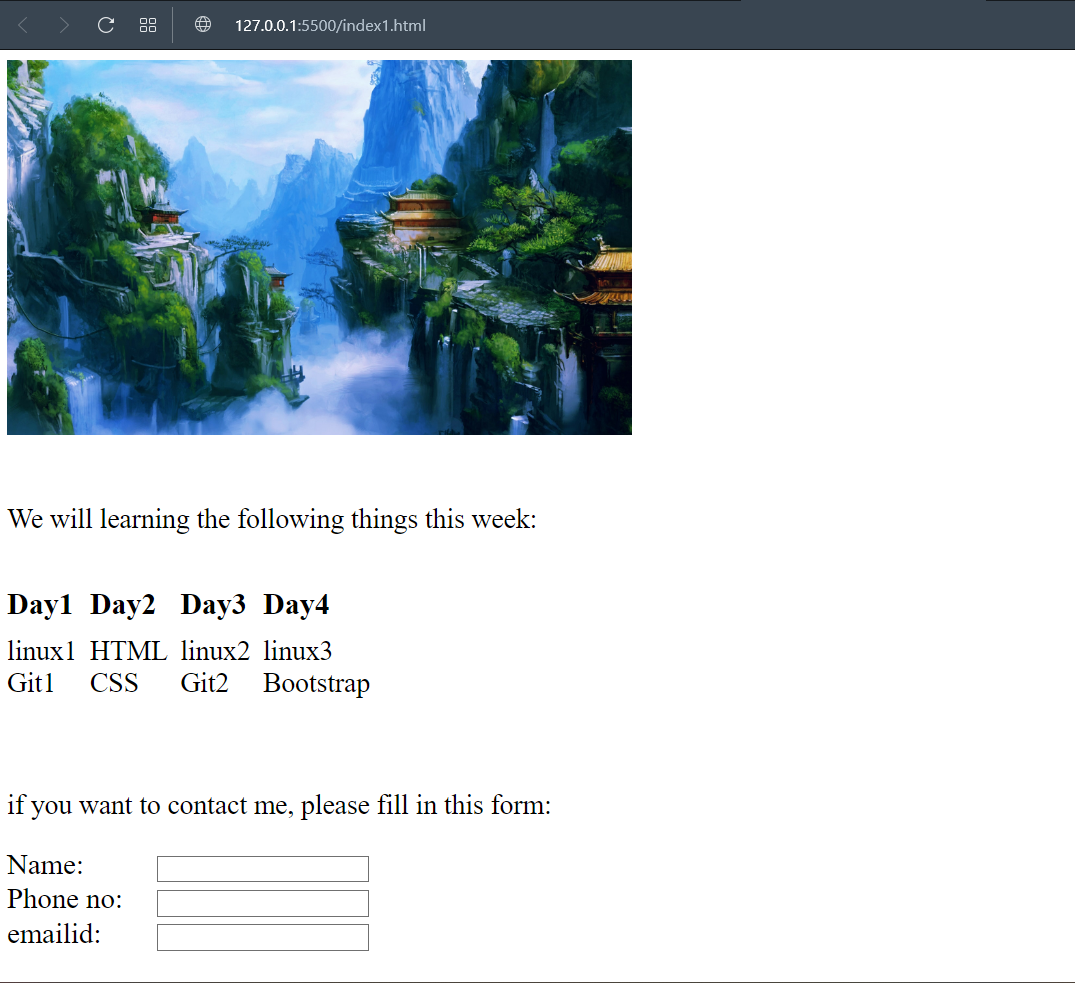 127.0.0.1:5500/index1.html
We will learning the following things this week:
Day1 Day2 Day3 Day4
linux1 HTML linux2 linux3
Git1 CSS Git2 Bootstrap
if you want to contact me, please fill in this form:
Name:
Phone no:
emailid: